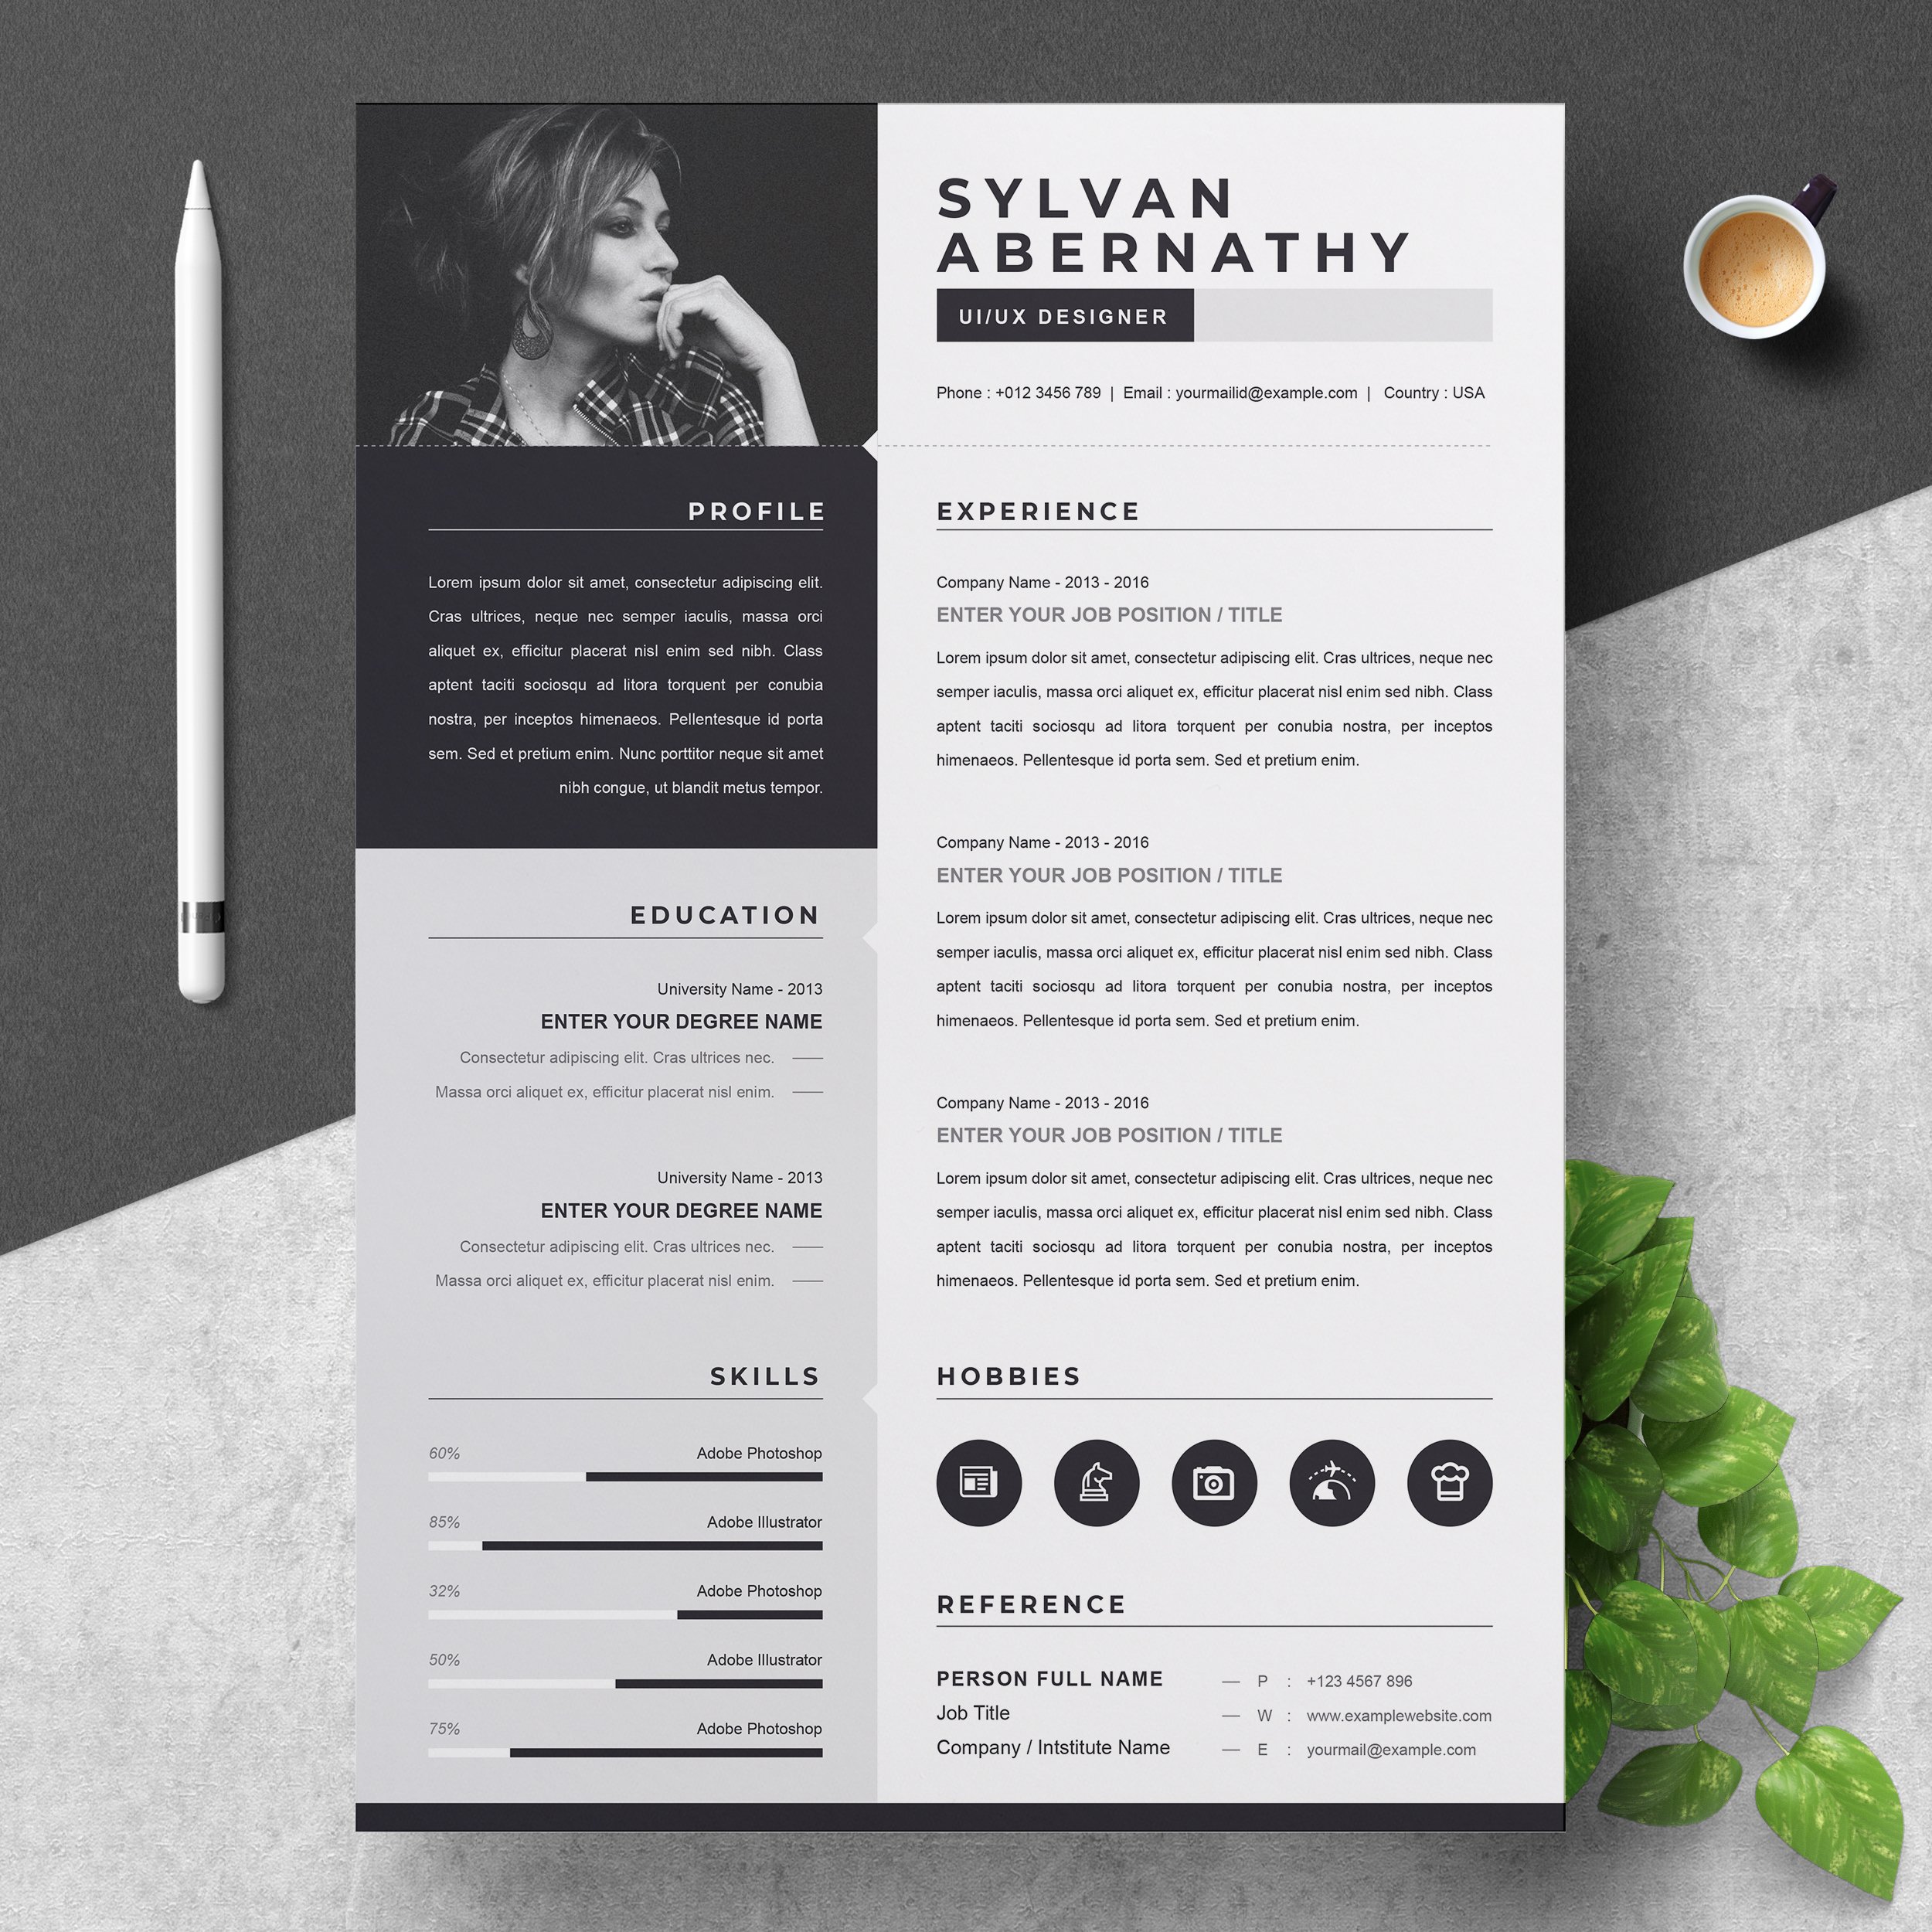 SYLVAN
ABERNATHY
UI/UX DESIGNER
Phone : +012 3456 789 | Email : yourmailid@example.com | Country : USA
PROFILE
Lorem ipsum dolor sit amet, consectetur adipiscing elit.
Cras ultrices, neque nec semper iaculis, massa orci
aliquet ex, efficitur placerat nisl enim sed nibh. Class
aptent taciti sociosqu ad litora torquent per conubia
nostra, per inceptos himenaeos. Pellentesque id porta
sem. Sed et pretium enim. Nunc porttitor neque sit amet
nibh congue, ut blandit metus tempor.
EDUCATION
University Name - 2013
ENTER YOUR DEGREE NAME
Consectetur adipiscing elit. Cras ultrices nec.
Massa orci aliquet ex, efficitur placerat nisl enim.
University Name - 2013
ENTER YOUR DEGREE NAME
Consectetur adipiscing elit. Cras ultrices nec.
Massa orci aliquet ex, efficitur placerat nisl enim.
SKILLS
60% Adobe Photoshop
85% Adobe Illustrator
32% Adobe Photoshop
50% Adobe Illustrator
75% Adobe Photoshop
EXPERIENCE
Company Name - 2013 - 2016
ENTER YOUR JOB POSITION / TITLE
Lorem ipsum dolor sit amet, consectetur adipiscing elit. Cras ultrices, neque nec
semper iaculis, massa orci aliquet ex, efficitur placerat nisl enim sed nibh. Class
aptent taciti sociosqu ad litora torquent per conubia nostra, per inceptos
himenaeos. Pellentesque id porta sem. Sed et pretium enim.
Company Name - 2013 - 2016
ENTER YOUR JOB POSITION / TITLE
Lorem ipsum dolor sit amet, consectetur adipiscing elit. Cras ultrices, neque nec
semper iaculis, massa orci aliquet ex, efficitur placerat nisl enim sed nibh. Class
aptent taciti sociosqu ad litora torquent per conubia nostra, per inceptos
himenaeos. Pellentesque id porta sem. Sed et pretium enim.
Company Name - 2013 - 2016
ENTER YOUR JOB POSITION / TITLE
Lorem ipsum dolor sit amet, consectetur adipiscing elit. Cras ultrices, neque nec
semper iaculis, massa orci aliquet ex, efficitur placerat nisl enim sed nibh. Class
aptent taciti sociosqu ad litora torquent per conubia nostra, per inceptos
himenaeos. Pellentesque id porta sem. Sed et pretium enim.
HOBBIES
REFERENCE
PERSON FULL NAME — P : +123 4567 896
Job Title — W : www.examplewebsite.com
Company / Intstitute Name — E : yourmail@example.com